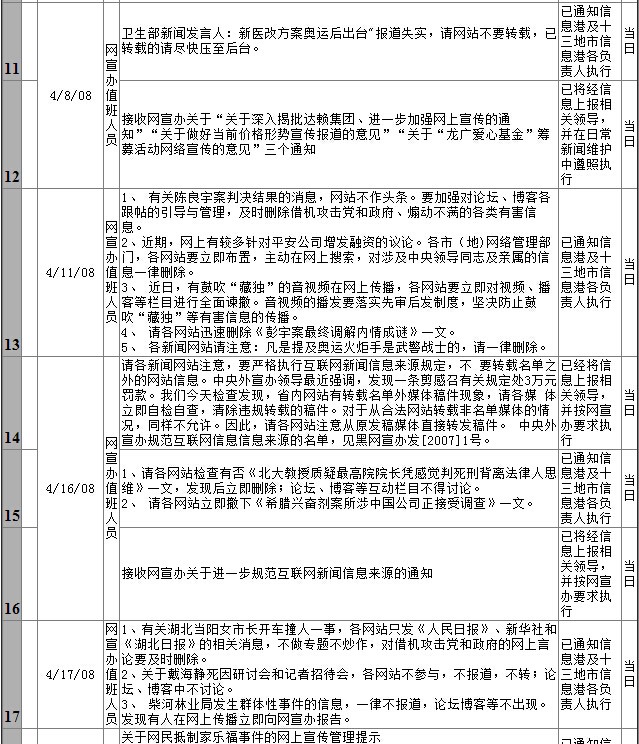 卫生部新闻发言人：新医改方案奥运后出台"报道失实，请网站不要转载，已
转载的请尽快压至后台。
已通知信
息港及十
三地市信
息港各负
责人执行
当
日
11
4/8/08
网
宣
办
值
班
人
员
接收网宣办关于“关于深入揭批达赖集团、进一步加强网上宣传的通
知”“关于做好当前价格形势宣传报道的意见”“关于“龙广爱心基金”筹
募活动网络宣传的意见”三个通知
已将经信
息上报相
关领导，
并在日常
新闻维护
中遵照执
行
当
日
12
1、 有关陈良宇案判决结果的消息，网站不作头条。要加强对论坛、博客各
跟帖的引导与管理，及时删除借机攻击党和政府、煽动不满的各类有害信
息。
2、近期，网上有较多针对平安公司增发融资的议论。各市（地)网络管理部
门，各网站要立即布置，主动在网上搜索，对涉及中央领导同志及亲属的信
息一律删除。
3、 近日，有鼓吹“藏独”的音视频在网上传播，各网站要立即对视频、播
客等栏目进行全面谏撤。音视频的播发要落实先审后发制度，坚决防止鼓
吹“藏独”等有害信息的传播。
4、 请各网站迅速删除《彭宇案最终调解内情成谜》一文。
5、 各新闻网站请注意：凡是提及奥运火炬手是武警战士的，请一律删除。
4/11/08
网
宣
办
值
班
人
员
已通知信
息港及十
三地市信
息港各负
责人执行
当
日
13
请各新闻网站注意，要严格执行互联网新闻信息来源规定，不 要转载名单之
外的网站信息。中央外宣办领导最近强调，发现一条剪感召有关规定处3万元
罚款。我们今天检查发现，省内网站有转载名单外媒体稿件现象，请各媒 体
立即自检自查，清除违规转载的稿件。对于从合法网站转载非名单媒体的情
况，同样不允许。因此，请各网站注意从原发稿媒体直接转发稿件。 中央外
宣办规范互联网信息信息来源的名单，见黑网宣办发[2007]1号。
已已经将信
息上报相
关领导，
并按网宣
办要求执
行
当
日
14
4/16/08
网
宣
办
值
班
人
员
1、请各网站检查有否《北大教授质疑最高院院长凭感觉判死刑背离法律人思
维》一文，发现后立即删除；论坛、博客等互动栏目不得讨论。
2、 请各网站立即撤下《希腊兴奋剂案所涉中国公司正接受调查》一文。
已通知信
息港及十
三地市信
息港各负
责人执行
当
日
15
接收网宣办关于进一步规范互联网新闻信息来源的通知
已将经信
息上报相
关领导，
并按网宣
办要求执
行
当
日
16
1、有关湖北当阳女市长开车撞人一事，各网站只发《人民日报》、新华社和
《湖北日报》的相关消息，不做专题不炒作，对借机攻击党和政府的网上言
论要及时删除。
2、关于戴海静死因研讨会和记者招待会，各网站不参与，不报道，不转；论
坛、博客中不讨论。
3、 柴河林业局发生群体性事件的信息，一律不报道，论坛博客等不出现。
发现有人在网上传播立即向网宣办报告。
4/17/08
网
宣
办
值
班
人
员
已通知信
息港及十
三地市信
息港各负
责人执行
当
日
17
关于网民抵制家乐福事件的网上宣传管理提示